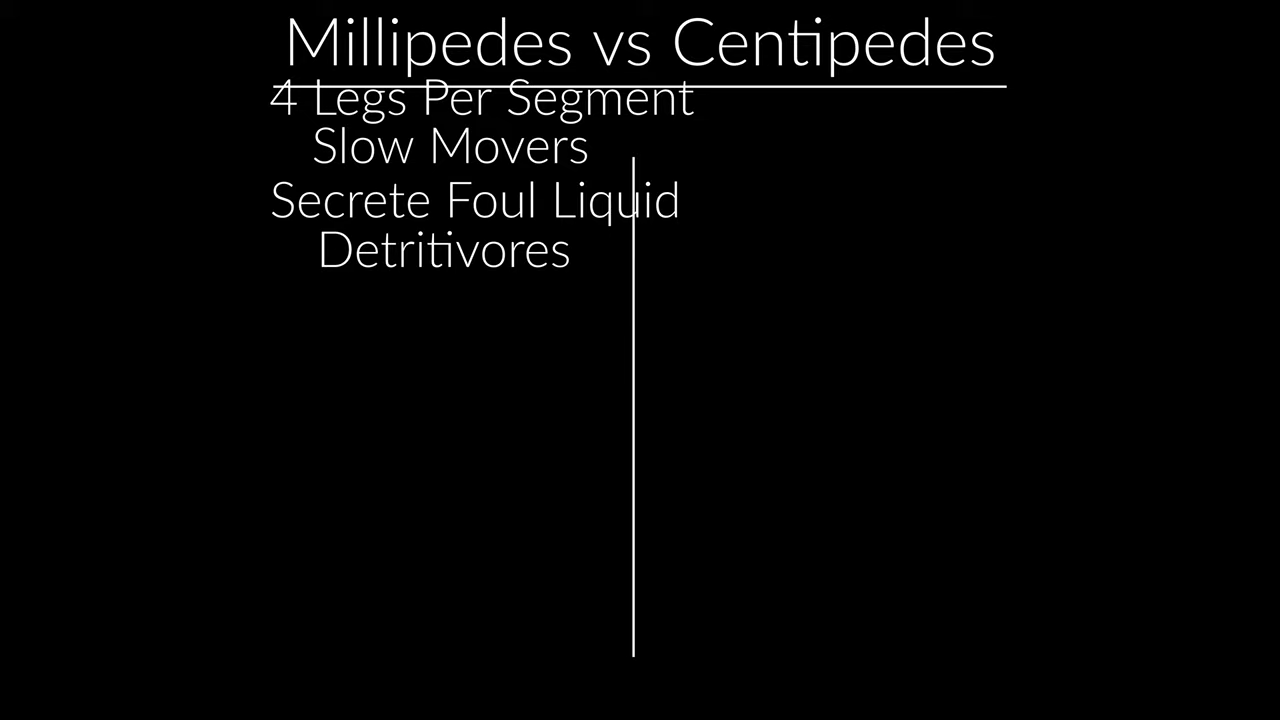 Millipedes vs Centipedes
4 Legs Per Segment
Slow Movers
Secrete Foul Liquid
Detritivores